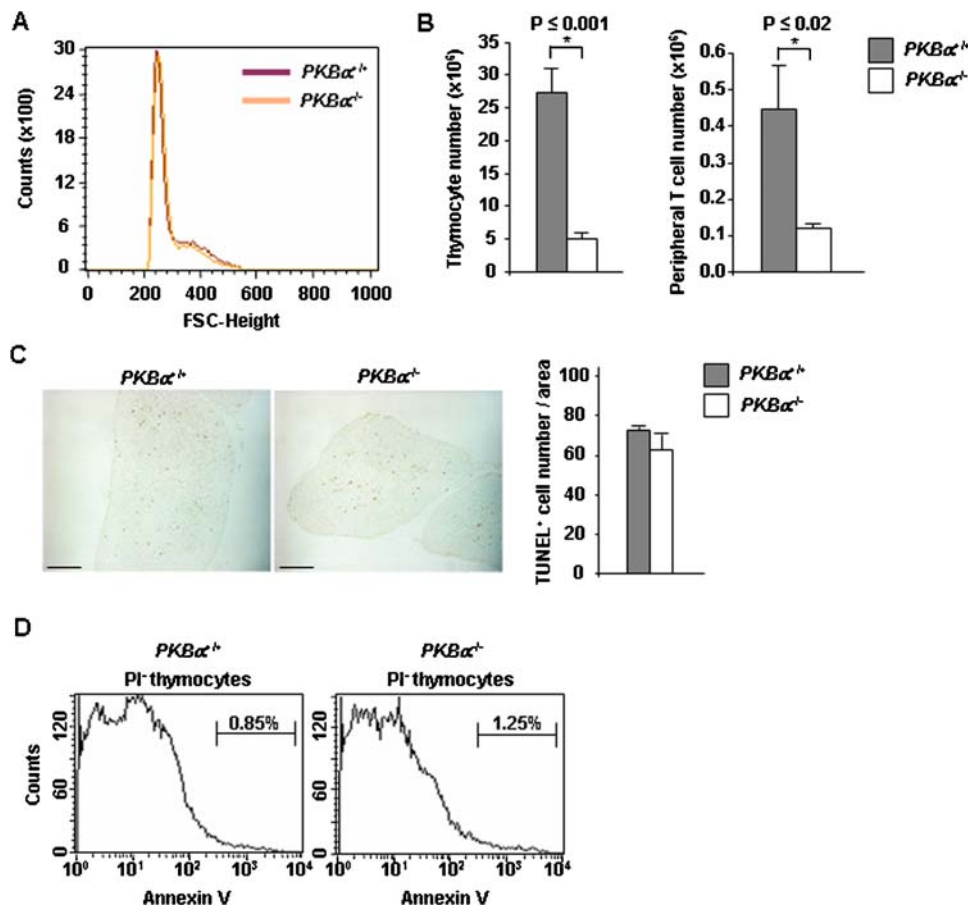 A
Counts (x100)
30
24
18
12
6
0
0 200 400 600 800 1000
FSC-Height
PKBα+/+
PKBα-/-
B
P ≤ 0.001
*
Thymocyte number (x10⁶)
35
30
25
20
15
10
5
0
P ≤ 0.02
*
Peripheral T cell number (x10⁶)
0.6
0.5
0.4
0.3
0.2
0.1
0.0
PKBα+/+
PKBα-/-
C
PKBα+/+
PKBα-/-
TUNEL⁺ cell number / area
100
80
60
40
20
0
PKBα+/+
PKBα-/-
D
PKBα+/+
PI⁻ thymocytes
0.85%
Counts
120
60
0
10⁰ 10¹ 10² 10³ 10⁴
Annexin V
PKBα-/-
PI⁻ thymocytes
1.25%
120
60
0
10⁰ 10¹ 10² 10³ 10⁴
Annexin V